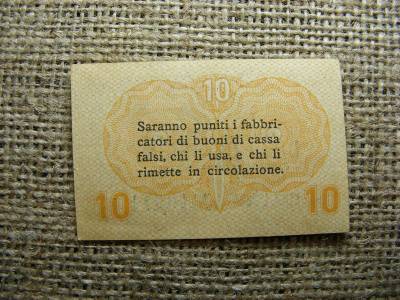 10
Saranno puniti i fabbri-
catori di buoni di cassa
falsi, chi li usa, e chi li
rimette in circolazione.
10 10